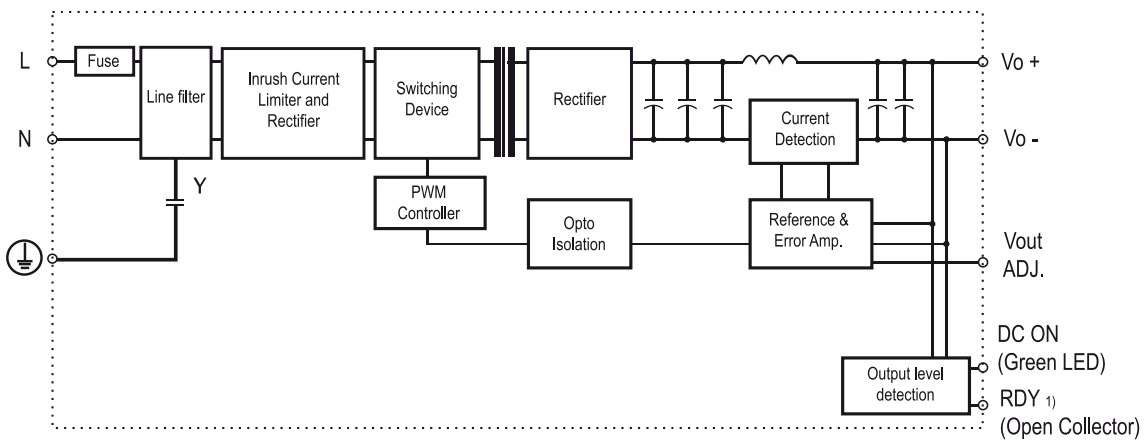 L
Fuse
Line filter
Inrush Current
Limiter and
Rectifier
Switching
Device
Rectifier
Vo +
N
Current
Detection
Vo -
Y
PWM
Controller
Opto
Isolation
Reference &
Error Amp.
Vout
ADJ.
DC ON
(Green LED)
Output level
detection
RDY 1)
(Open Collector)